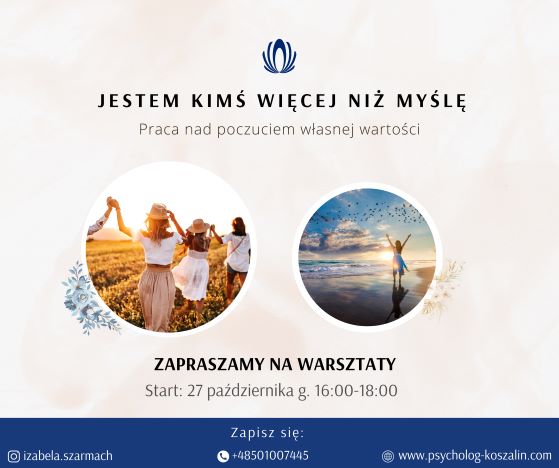 JESTEM KIMŚ WIĘCEJ NIŻ MYŚLĘ
Praca nad poczuciem własnej wartości
ZAPRASZAMY NA WARSZTATY
Start: 27 października g. 16:00-18:00
Zapisz się:
izabela.szarmach
+48501007445
www.psycholog-koszalin.com